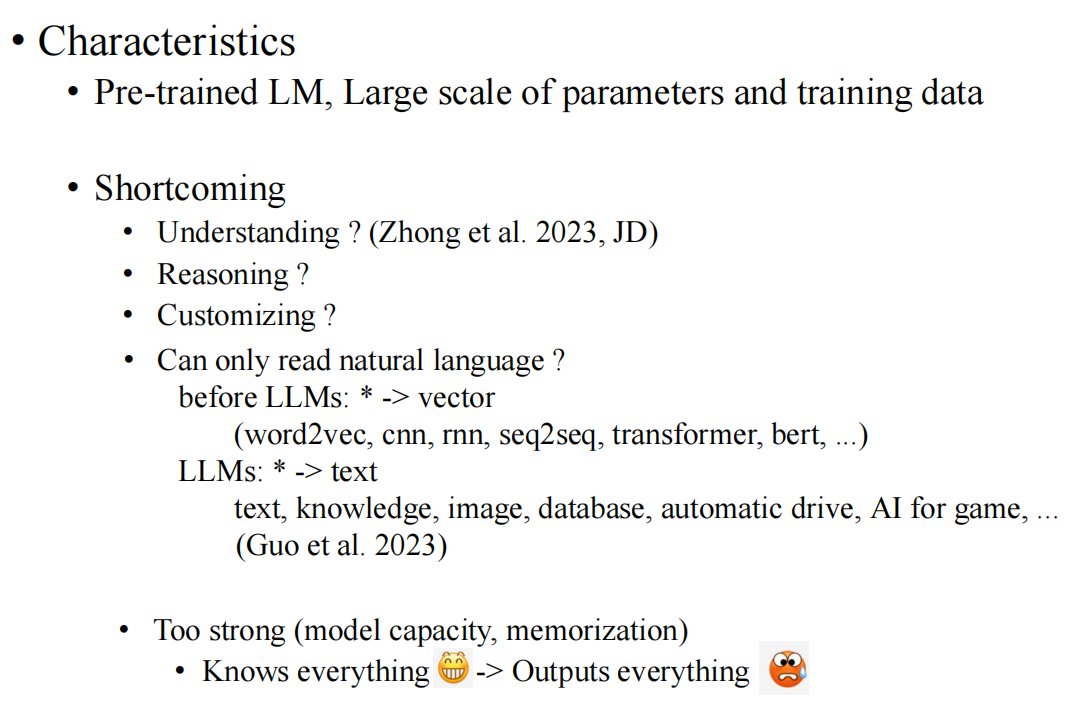 • Characteristics
• Pre-trained LM, Large scale of parameters and training data
• Shortcoming
• Understanding ? (Zhong et al. 2023, JD)
• Reasoning ?
• Customizing ?
• Can only read natural language ?
before LLMs: * -> vector
(word2vec, cnn, rnn, seq2seq, transformer, bert, ...)
LLMs: * -> text
text, knowledge, image, database, automatic drive, AI for game, ...
(Guo et al. 2023)
• Too strong (model capacity, memorization)
• Knows everything 😁 -> Outputs everything 😰